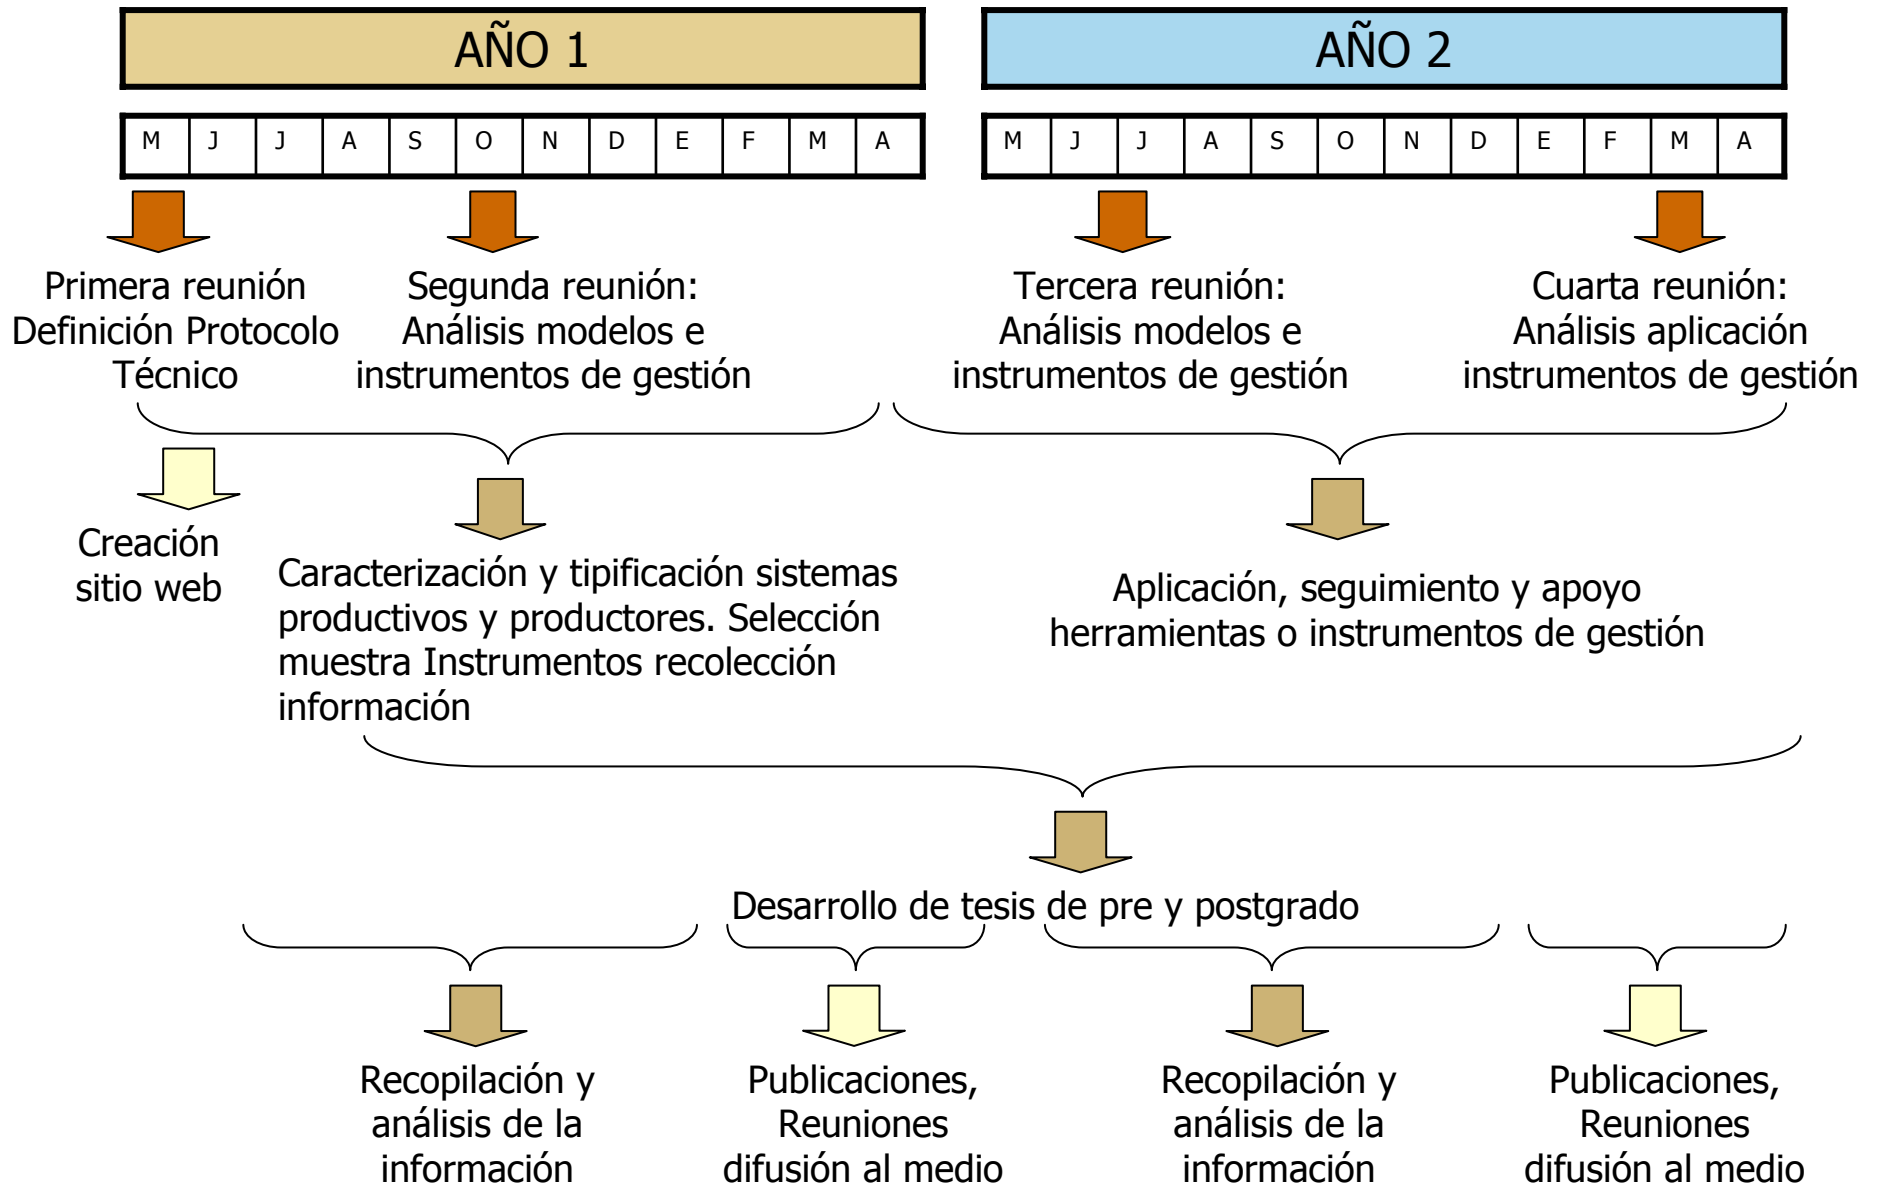 AÑO 1
AÑO 2
M J J A S O N D E F M A
M J J A S O N D E F M A
Primera reunión
Definición Protocolo
Técnico
Segunda reunión:
Análisis modelos e
instrumentos de gestión
Tercera reunión:
Análisis modelos e
instrumentos de gestión
Cuarta reunión:
Análisis aplicación
instrumentos de gestión
Creación
sitio web
Caracterización y tipificación sistemas
productivos y productores. Selección
muestra Instrumentos recolección
información
Aplicación, seguimiento y apoyo
herramientas o instrumentos de gestión
Desarrollo de tesis de pre y postgrado
Recopilación y
análisis de la
información
Publicaciones,
Reuniones
difusión al medio
Recopilación y
análisis de la
información
Publicaciones,
Reuniones
difusión al medio